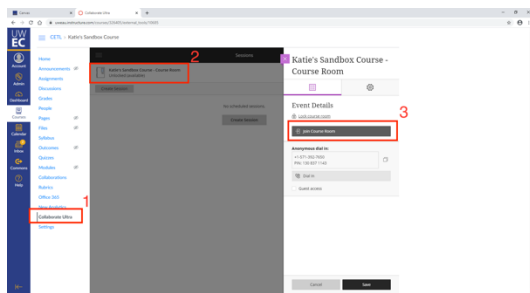 Canvas
Collaborate Ultra
UW
EC
CETL - Katie's Sandbox Course
Account
Admin
Dashboard
Courses
Calendar
Inbox
Commons
Help
Home
Announcements
Assignments
Discussions
Grades
People
Pages
Files
Syllabus
Outcomes
Quizzes
Modules
Collaborations
Rubrics
Office 365
New Analytics
1
Collaborate Ultra
Settings
2
Sessions
Katie's Sandbox Course - Course Room
Create Session
No scheduled sessions
Create Session
Katie's Sandbox Course -
Course Room
Event Details
Lock course room
3
Join Course Room
Anonymous dial in:
Dial in
Guest access
Cancel
Save